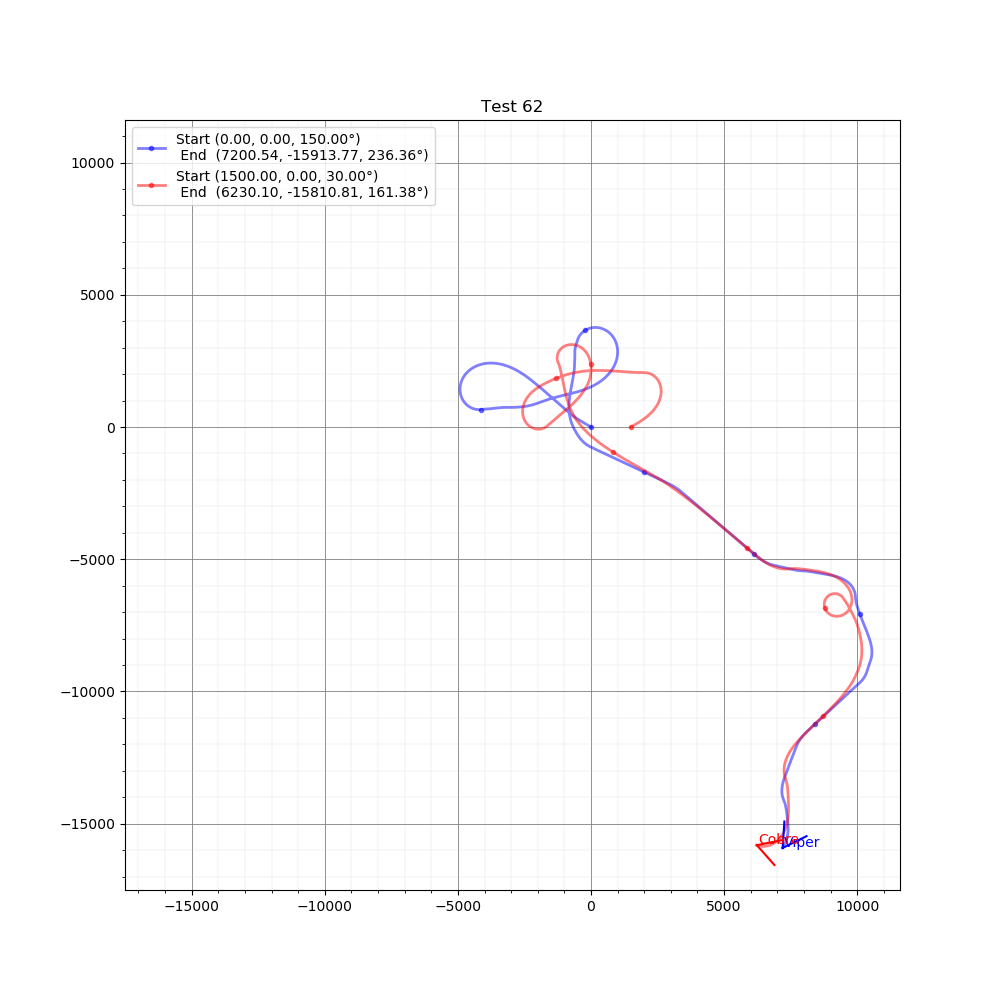 Test 62
Start (0.00, 0.00, 150.00°)
End (7200.54, -15913.77, 236.36°)
Start (1500.00, 0.00, 30.00°)
End (6230.10, -15810.81, 161.38°)
10000
5000
0
−5000
−10000
−15000
Cobra
Viper
−15000 −10000 −5000 0 5000 10000